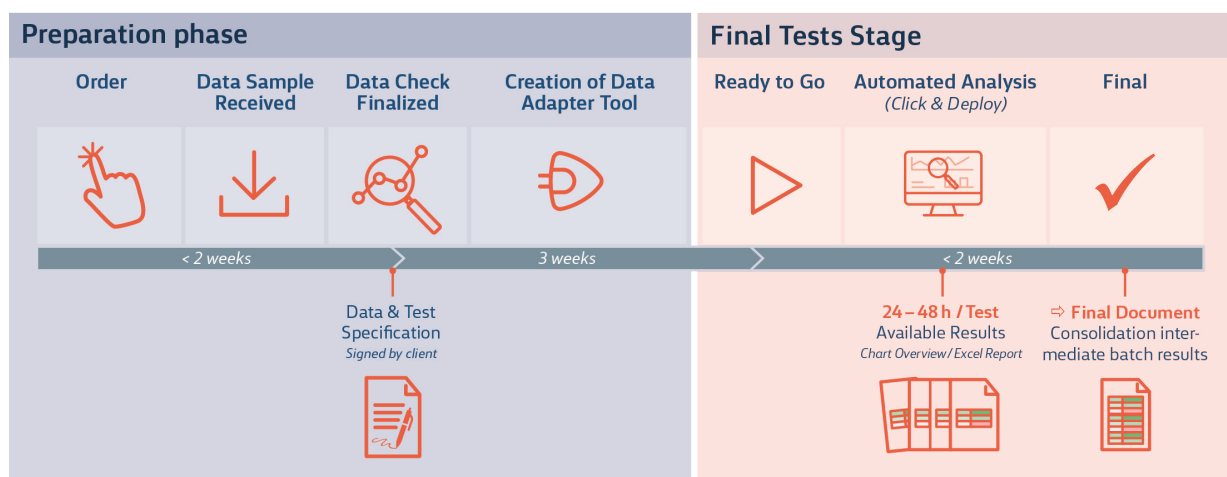 Preparation phase
Final Tests Stage
Order
Data Sample
Received
Data Check
Finalized
Creation of Data
Adapter Tool
Ready to Go
Automated Analysis
(Click & Deploy)
Final
< 2 weeks
3 weeks
< 2 weeks
Data & Test
Specification
Signed by client
24 – 48 h / Test
Available Results
Chart Overview / Excel Report
⇨ Final Document
Consolidation inter-
mediate batch results